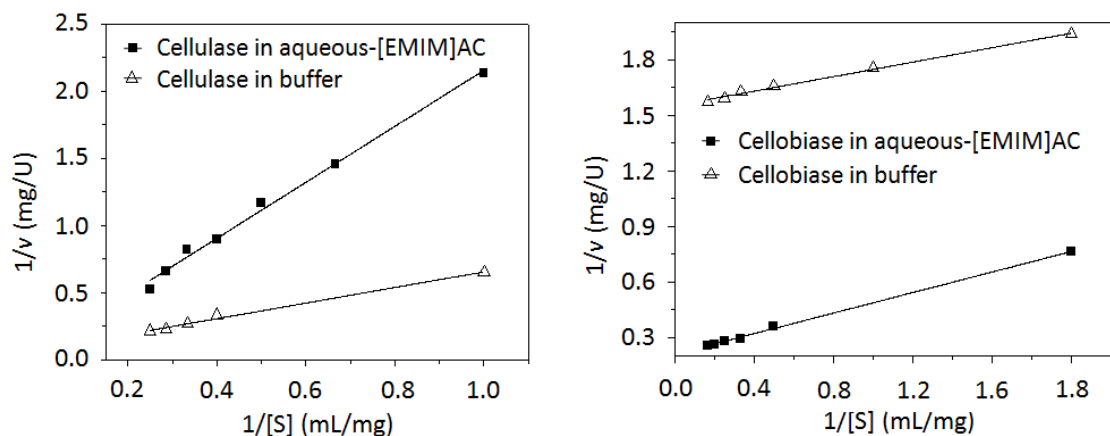 2.5
2.0
1.5
1.0
0.5
0.0
1/v (mg/U)
Cellulase in aqueous-[EMIM]AC
Cellulase in buffer
0.2 0.4 0.6 0.8 1.0
1/[S] (mL/mg)
1.8
1.5
1.2
0.9
0.6
0.3
1/v (mg/U)
Cellobiase in aqueous-[EMIM]AC
Cellobiase in buffer
0.0 0.4 0.8 1.2 1.6 1.8
1/[S] (mL/mg)